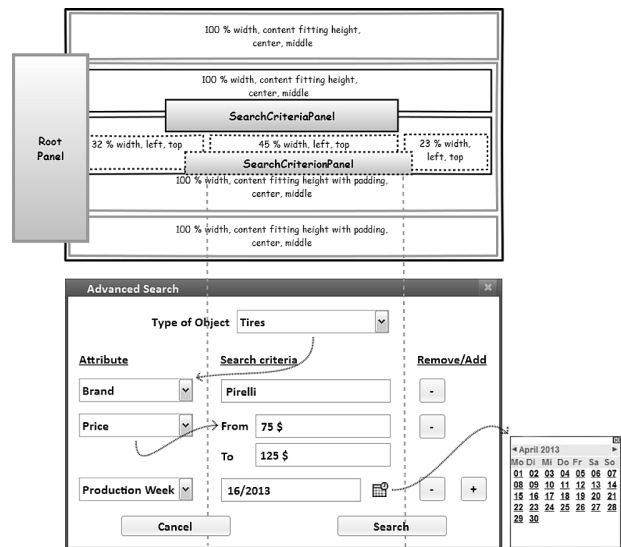 100 % width, content fitting height,
center, middle
100 % width, content fitting height,
center, middle
SearchCriteriaPanel
Root
Panel
32 % width, left, top
45 % width, left, top
23 % width,
left, top
SearchCriterionPanel
100 % width, content fitting height with padding,
center, middle
100 % width, content fitting height with padding,
center, middle
Advanced Search
Type of Object Tires
Attribute Search criteria Remove/Add
Brand Pirelli -
Price From 75 $ -
To 125 $
Production Week 16/2013 - +
Cancel Search
April 2013
Mo Di Mi Do Fr Sa So
01 02 03 04 05 06 07
08 09 10 11 12 13 14
15 16 17 18 19 20 21
22 23 24 25 26 27 28
29 30